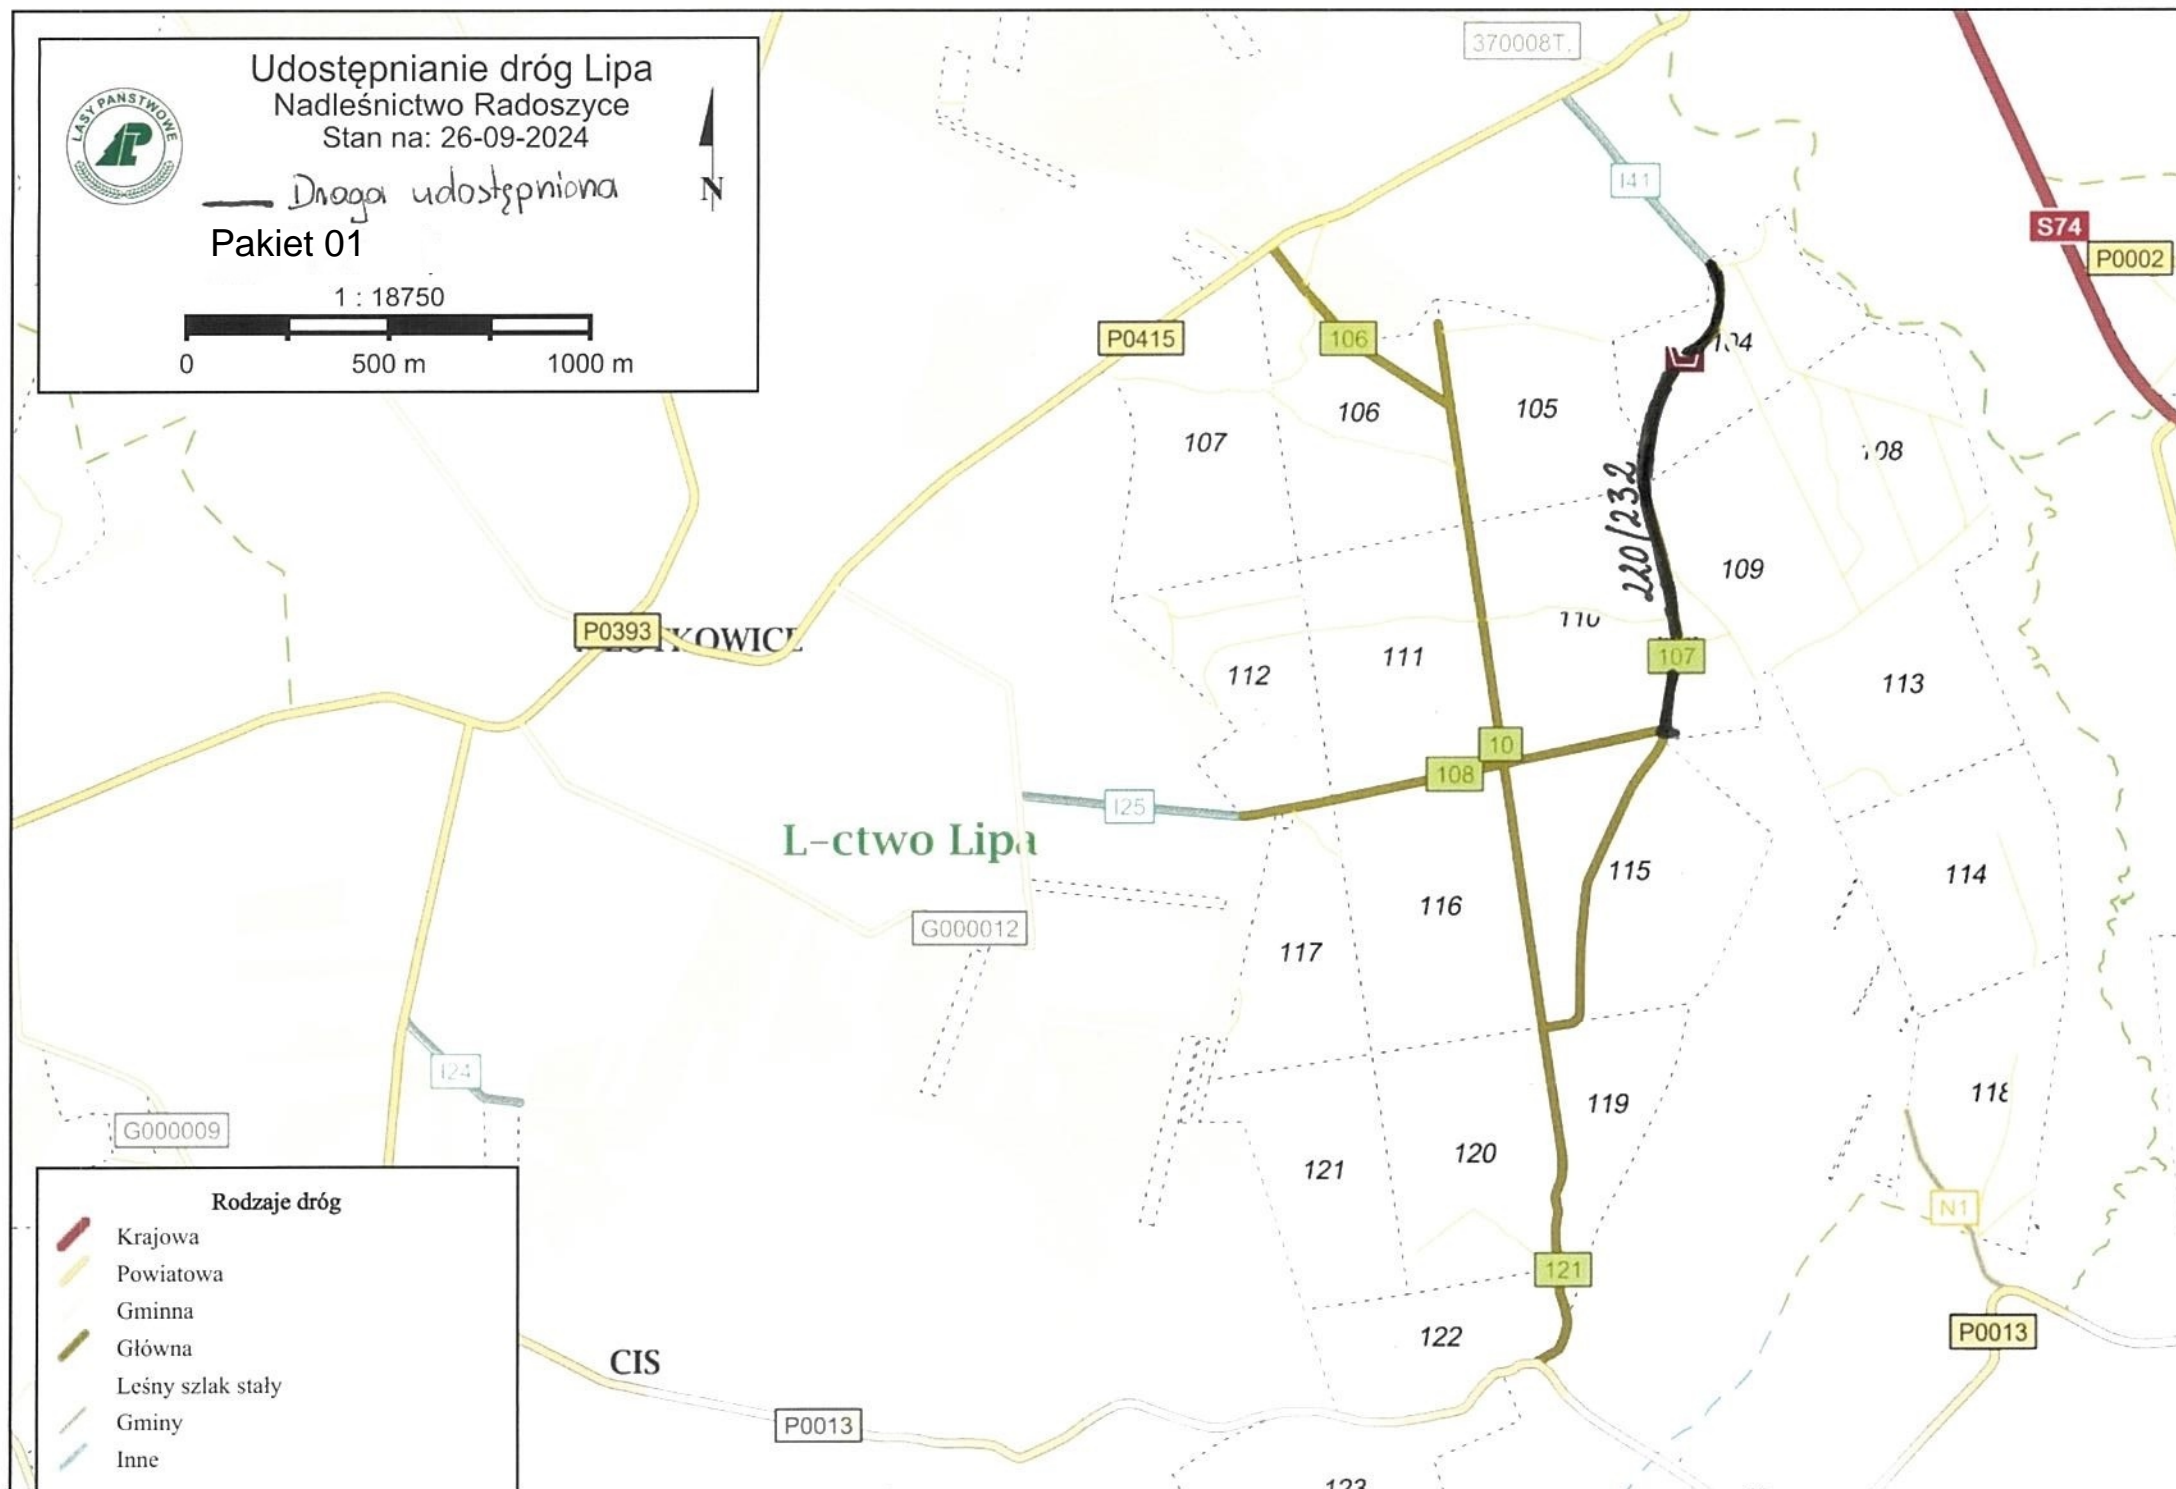 Udostępnianie dróg Lipa
Nadleśnictwo Radoszyce
Stan na: 26-09-2024
LASY PAŃSTWOWE
Droga udostępniona
N
Pakiet 01
1 : 18750
0 500 m 1000 m
370008T.
I41
S74
P0002
P0415
106
104
107
106
105
108
220/232
109
P0393
110
107
112
111
113
10
108
I25
L-ctwo Lipa
115
114
116
G000012
117
I24
118
119
G000009
120
121
N1
121
P0013
122
CIS
P0013
123
Rodzaje dróg
Krajowa
Powiatowa
Gminna
Główna
Leśny szlak stały
Gminy
Inne